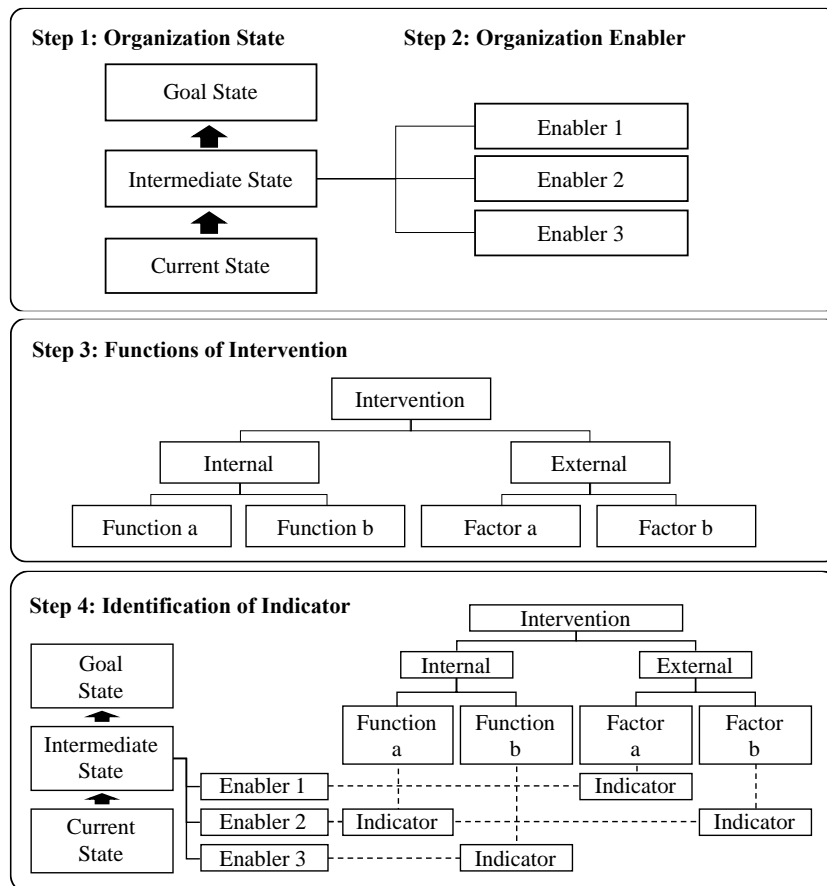 Step 1: Organization State
Step 2: Organization Enabler
Goal State
Intermediate State
Current State
Enabler 1
Enabler 2
Enabler 3
Step 3: Functions of Intervention
Intervention
Internal
External
Function a
Function b
Factor a
Factor b
Step 4: Identification of Indicator
Intervention
Internal
External
Function
a
Function
b
Factor
a
Factor
b
Goal
State
Intermediate
State
Current
State
Enabler 1
Indicator
Enabler 2
Indicator
Indicator
Enabler 3
Indicator